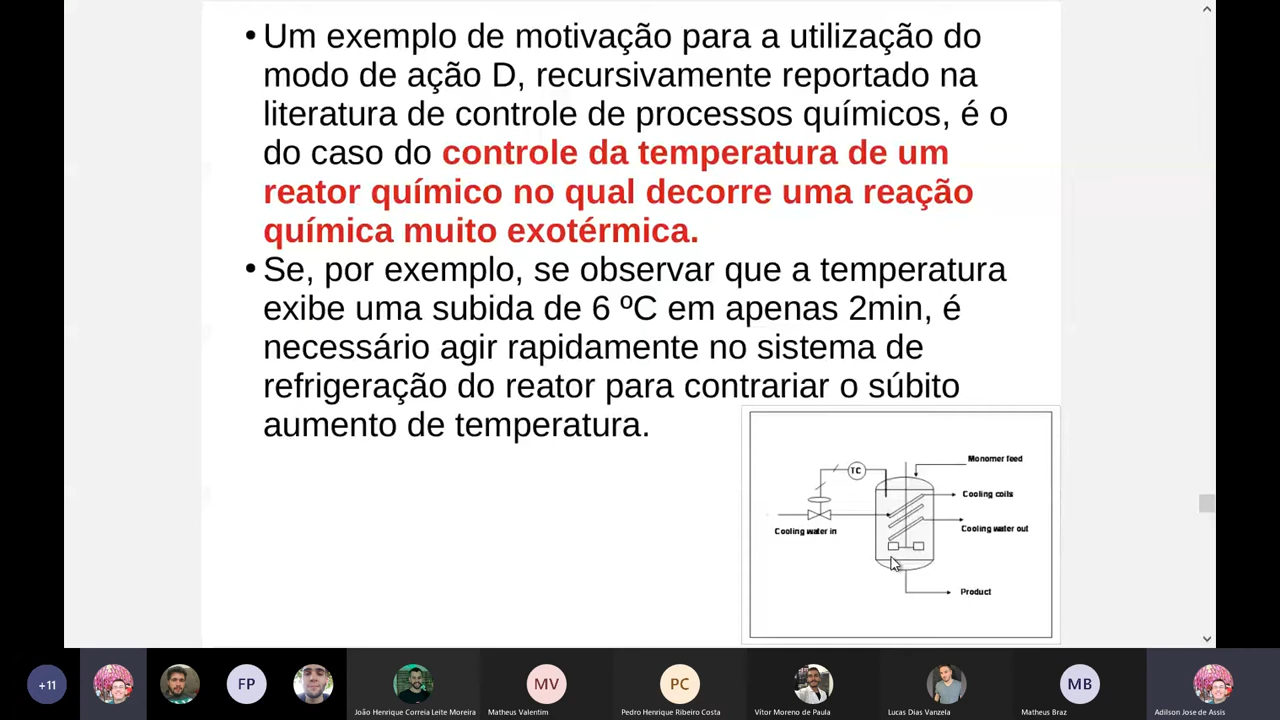 •Um exemplo de motivação para a utilização do
modo de ação D, recursivamente reportado na
literatura de controle de processos químicos, é o
do caso do controle da temperatura de um
reator químico no qual decorre uma reação
química muito exotérmica.
•Se, por exemplo, se observar que a temperatura
exibe uma subida de 6 ºC em apenas 2min, é
necessário agir rapidamente no sistema de
refrigeração do reator para contrariar o súbito
aumento de temperatura.
Monomer feed
TC
Cooling coils
Cooling water in
Cooling water out
Product
+11
FP
João Henrique Correia Leite Moreira
MV
Matheus Valentim
PC
Pedro Henrique Ribeiro Costa
Vítor Moreno de Paula
Lucas Dias Vanzela
MB
Matheus Braz
Adilson Jose de Assis